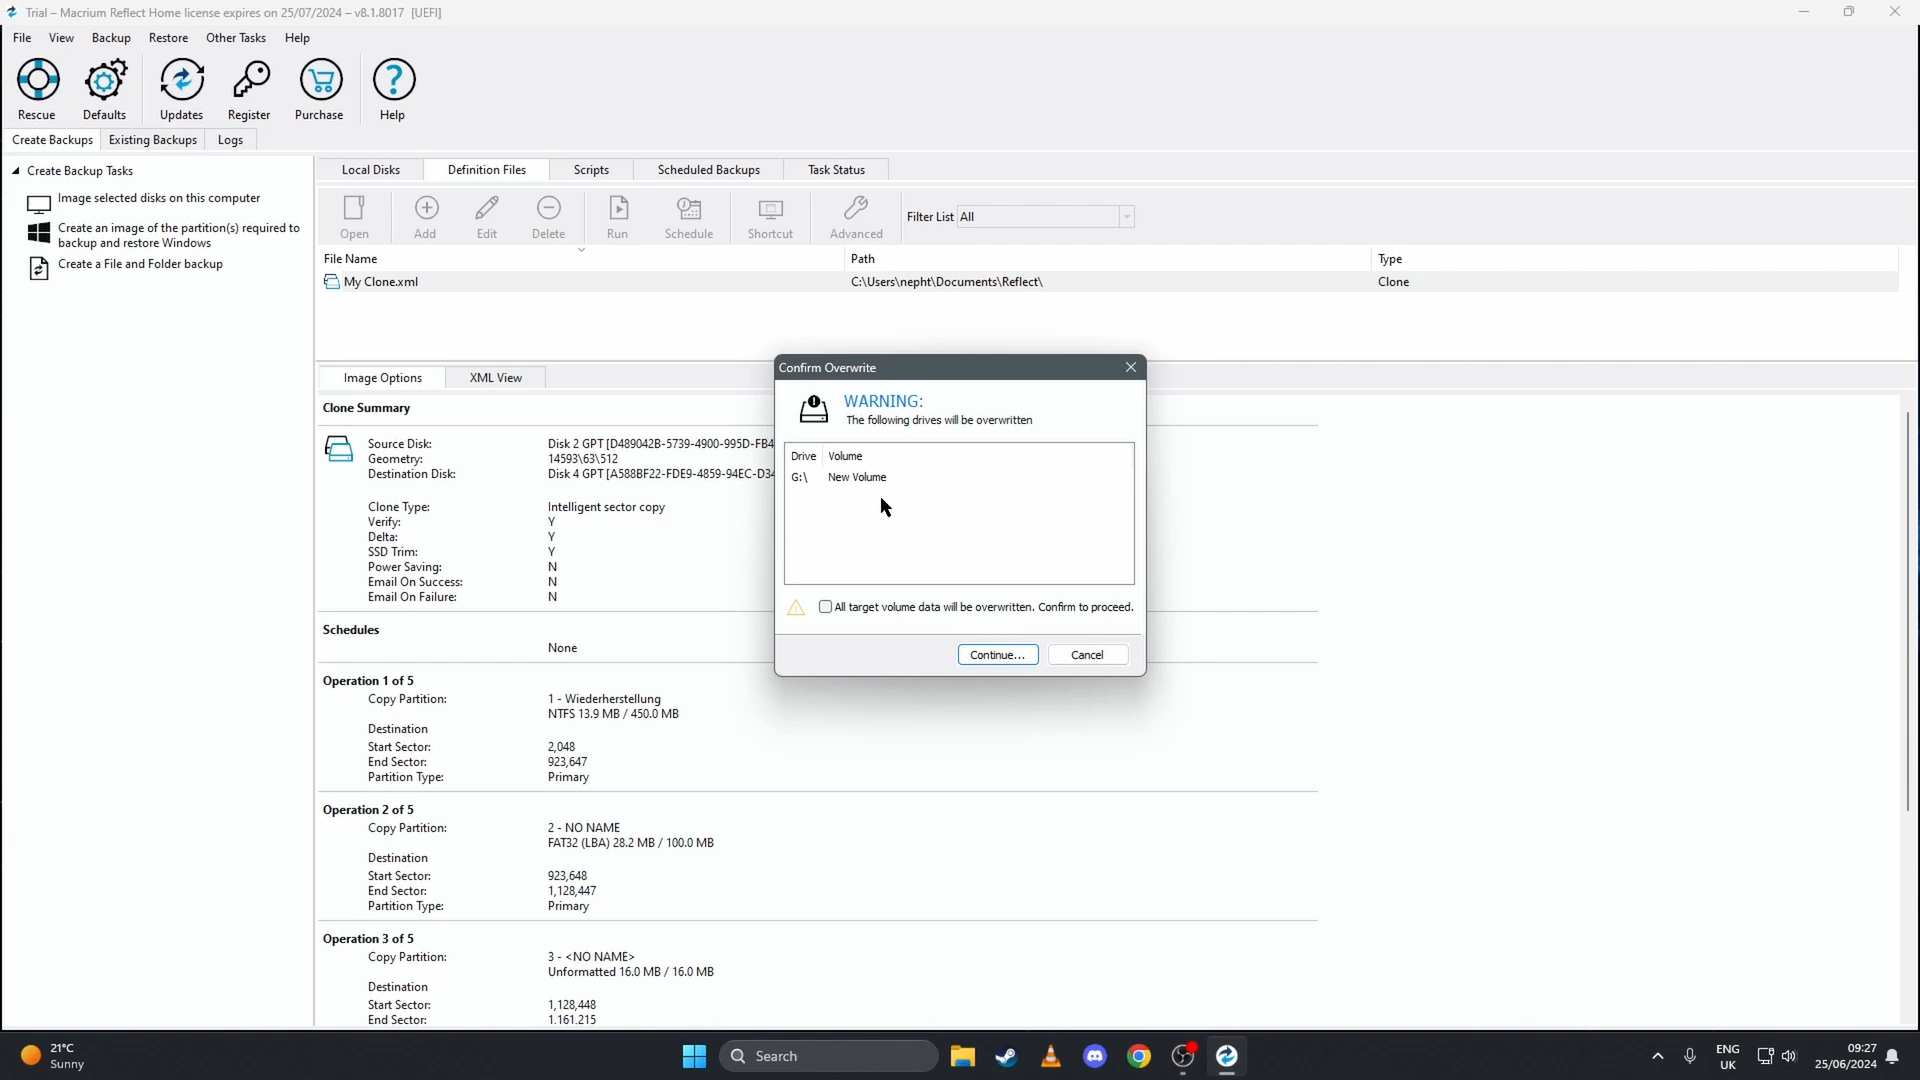 Trial – Macrium Reflect Home license expires on 25/07/2024 – v8.1.8017 [UEFI]
File View Backup Restore Other Tasks Help
Rescue Defaults Updates Register Purchase Help
Create Backups Existing Backups Logs
Create Backup Tasks
Image selected disks on this computer
Create an image of the partition(s) required to
backup and restore Windows
Create a File and Folder backup
Local Disks Definition Files Scripts Scheduled Backups Task Status
Open Add Edit Delete Run Schedule Shortcut Advanced Filter List All
File Name Path Type
My Clone.xml C:\Users\nepht\Documents\Reflect\ Clone
Image Options XML View
Clone Summary
Source Disk: Disk 2 GPT [D489042B-5739-4900-995D-FB4
Geometry: 14593\63\512
Destination Disk: Disk 4 GPT [A588BF22-FDE9-4859-94EC-D34
Clone Type: Intelligent sector copy
Verify: Y
Delta: Y
SSD Trim: Y
Power Saving: N
Email On Success: N
Email On Failure: N
Schedules
None
Operation 1 of 5
Copy Partition: 1 - Wiederherstellung
NTFS 13.9 MB / 450.0 MB
Destination
Start Sector: 2,048
End Sector: 923,647
Partition Type: Primary
Operation 2 of 5
Copy Partition: 2 - NO NAME
FAT32 (LBA) 28.2 MB / 100.0 MB
Destination
Start Sector: 923,648
End Sector: 1,128,447
Partition Type: Primary
Operation 3 of 5
Copy Partition: 3 - <NO NAME>
Unformatted 16.0 MB / 16.0 MB
Destination
Start Sector: 1,128,448
End Sector: 1,161,215
Confirm Overwrite
WARNING:
The following drives will be overwritten
Drive Volume
G:\ New Volume
All target volume data will be overwritten. Confirm to proceed.
Continue... Cancel
21°C
Sunny
Search
ENG
UK
09:27
25/06/2024